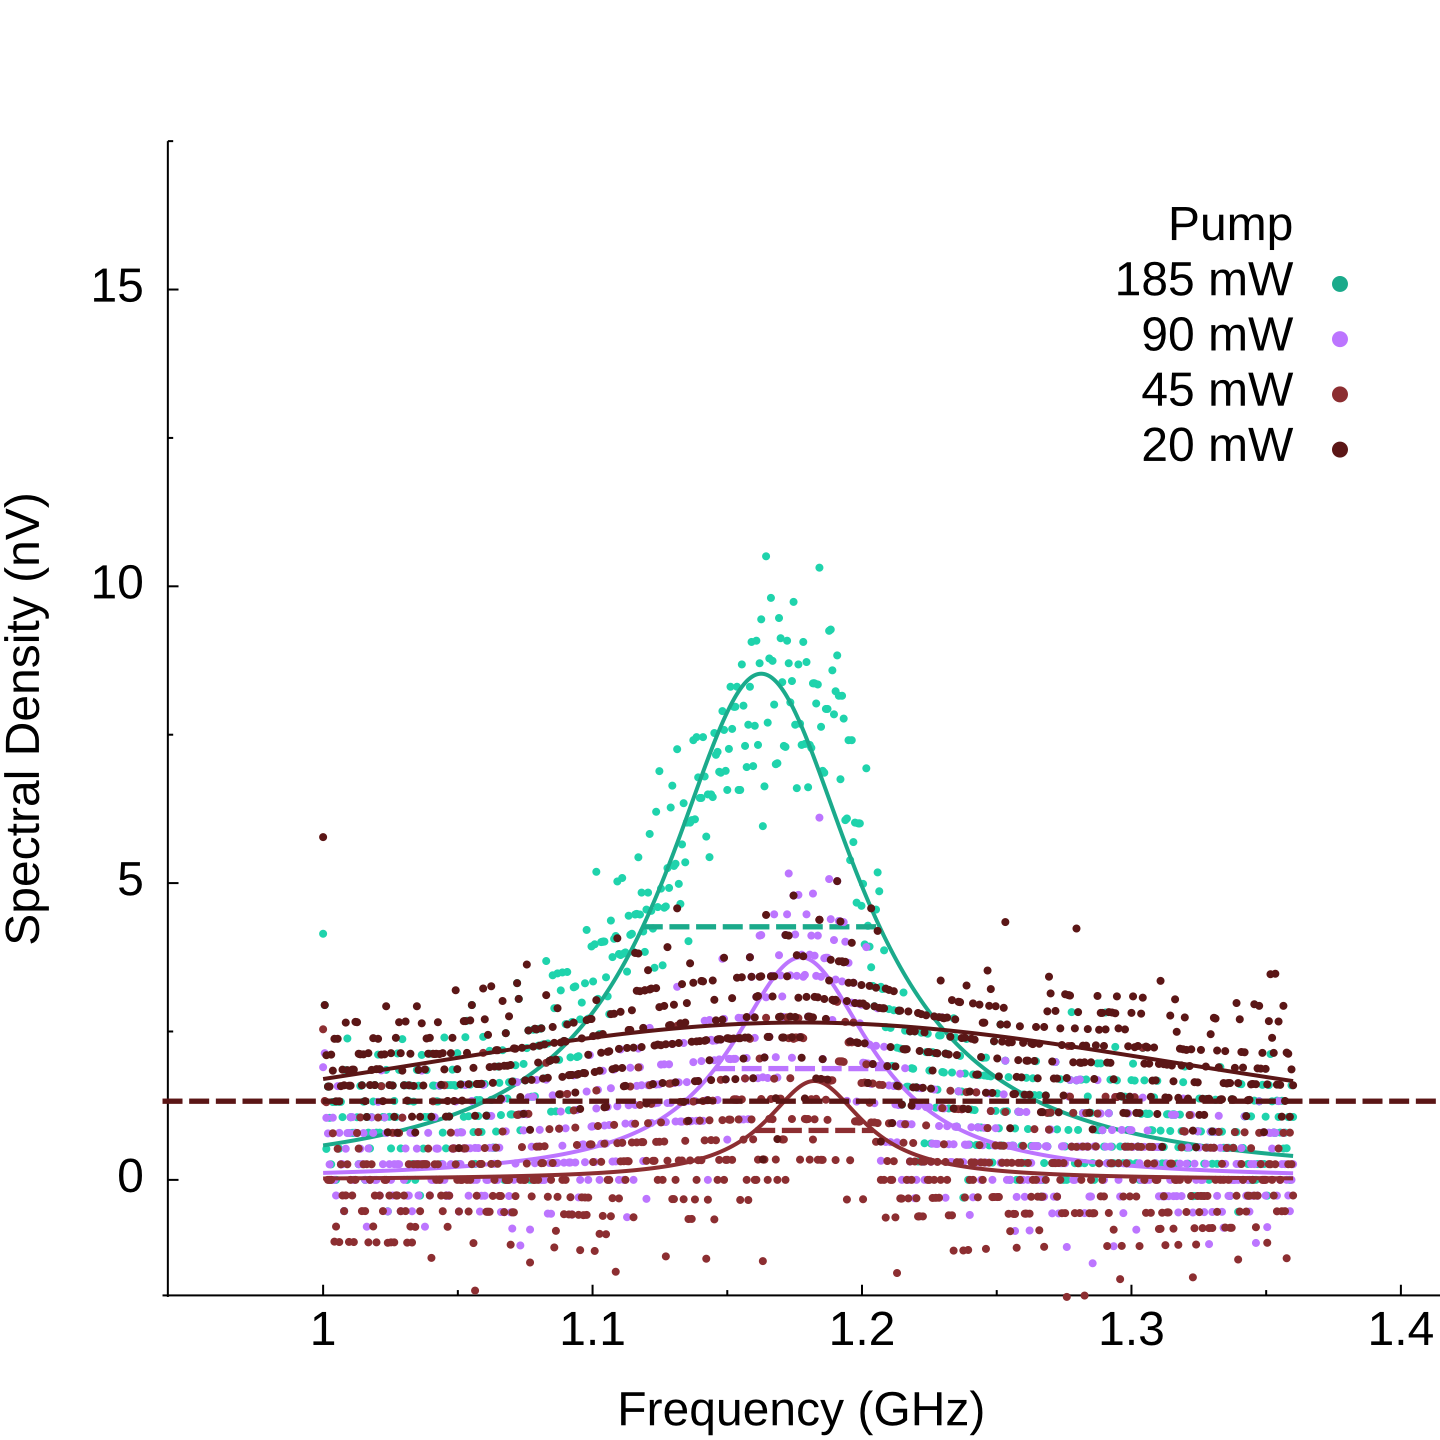 Pump
185 mW
90 mW
45 mW
20 mW
15
10
5
0
Spectral Density (nV)
1 1.1 1.2 1.3 1.4
Frequency (GHz)